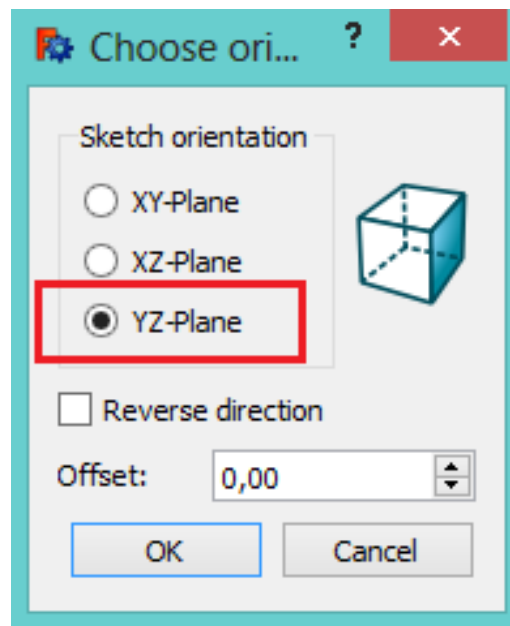 Choose ori... ?
Sketch orientation
XY-Plane
XZ-Plane
YZ-Plane
Reverse direction
Offset: 0,00
OK Cancel